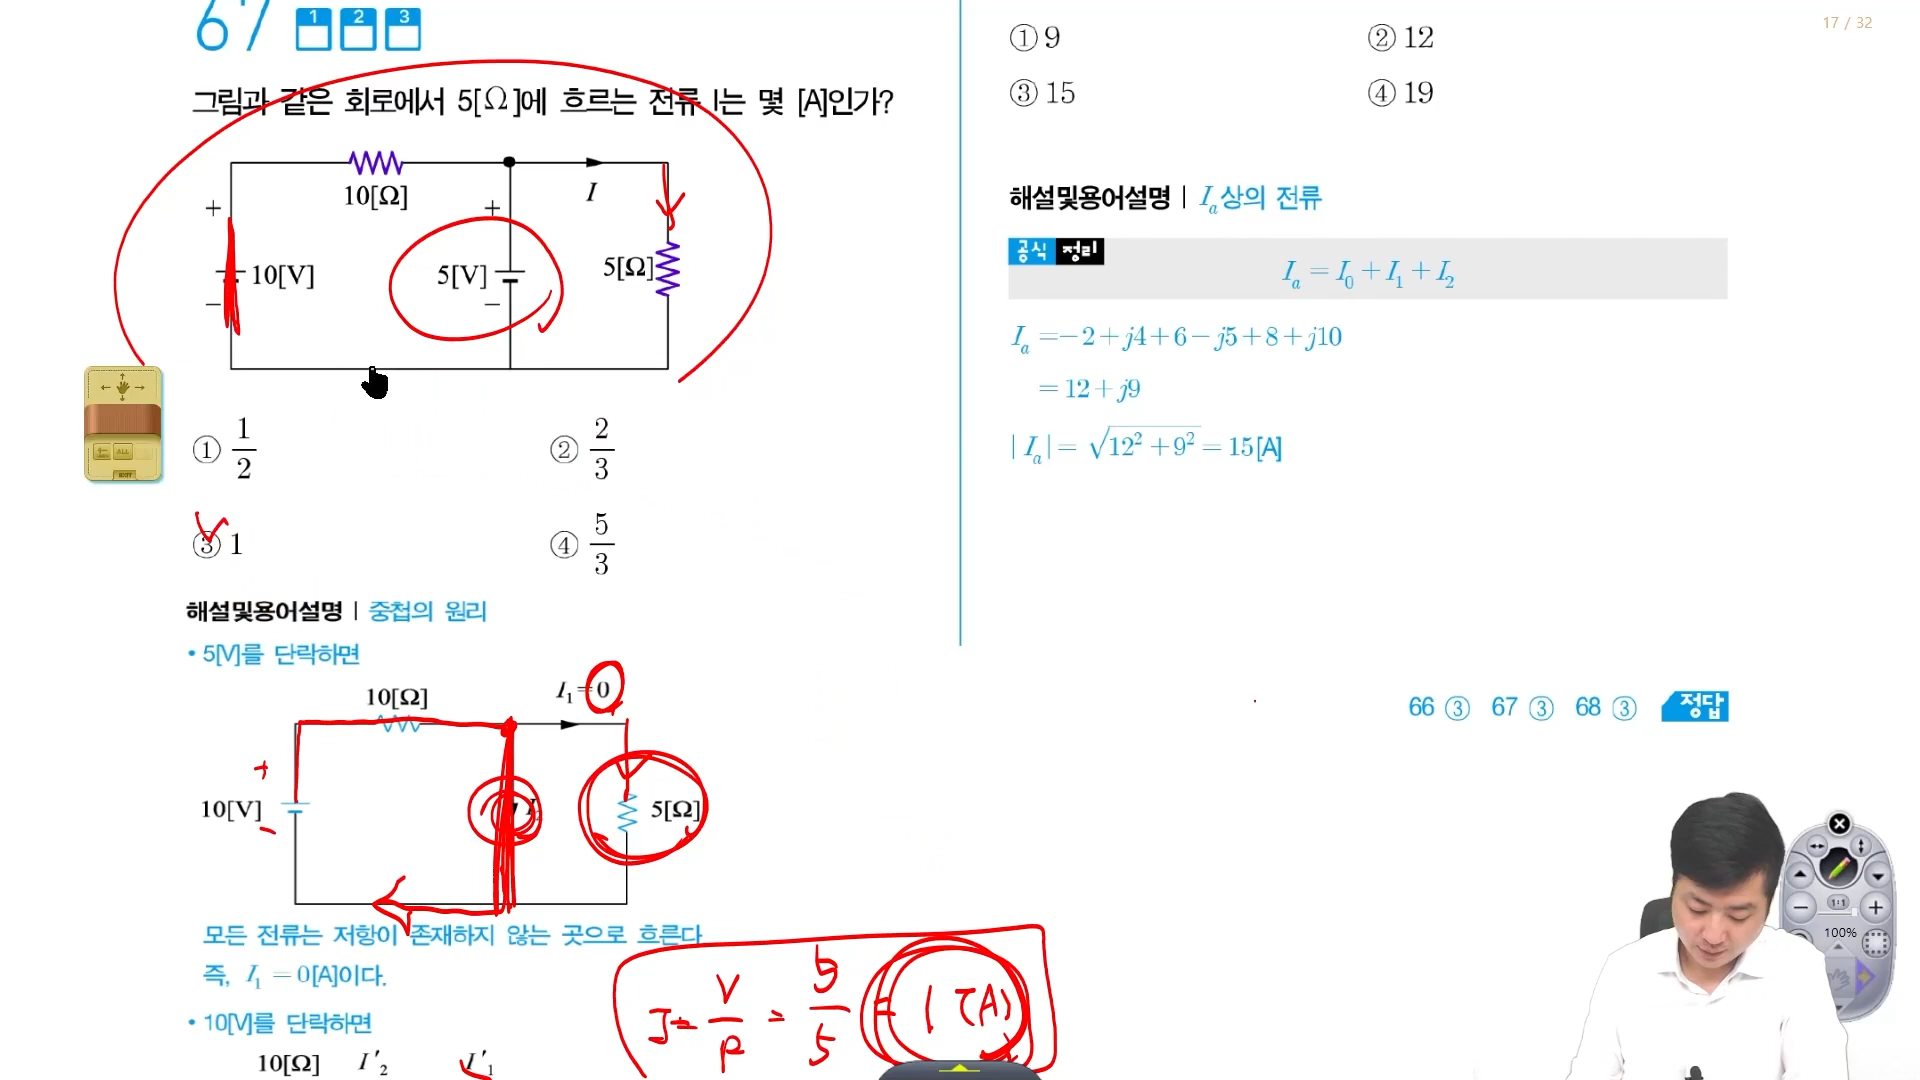 67 1 2 3
그림과 같은 회로에서 5[Ω]에 흐르는 전류 I는 몇 [A]인가?
10[Ω]
I
+
+
10[V]
5[V]
5[Ω]
−
−
① 1/2
② 2/3
③ 1
④ 5/3
해설및용어설명 | 중첩의 원리
• 5[V]를 단락하면
10[Ω]
I₁=0
+
10[V]
−
5[Ω]
모든 전류는 저항이 존재하지 않는 곳으로 흐른다
즉, I₁ = 0[A]이다.
• 10[V]를 단락하면
10[Ω] I′₂ I′₁
I = V/R = 5/5 = 1 [A]
17 / 32
① 9
② 12
③ 15
④ 19
해설및용어설명 | Iₐ상의 전류
공식 정리
Iₐ = I₀ + I₁ + I₂
Iₐ = −2 + j4 + 6 − j5 + 8 + j10
= 12 + j9
|Iₐ| = √(12² + 9²) = 15[A]
66 ③ 67 ③ 68 ③ 정답
ALL
EXIT
1:1
100%